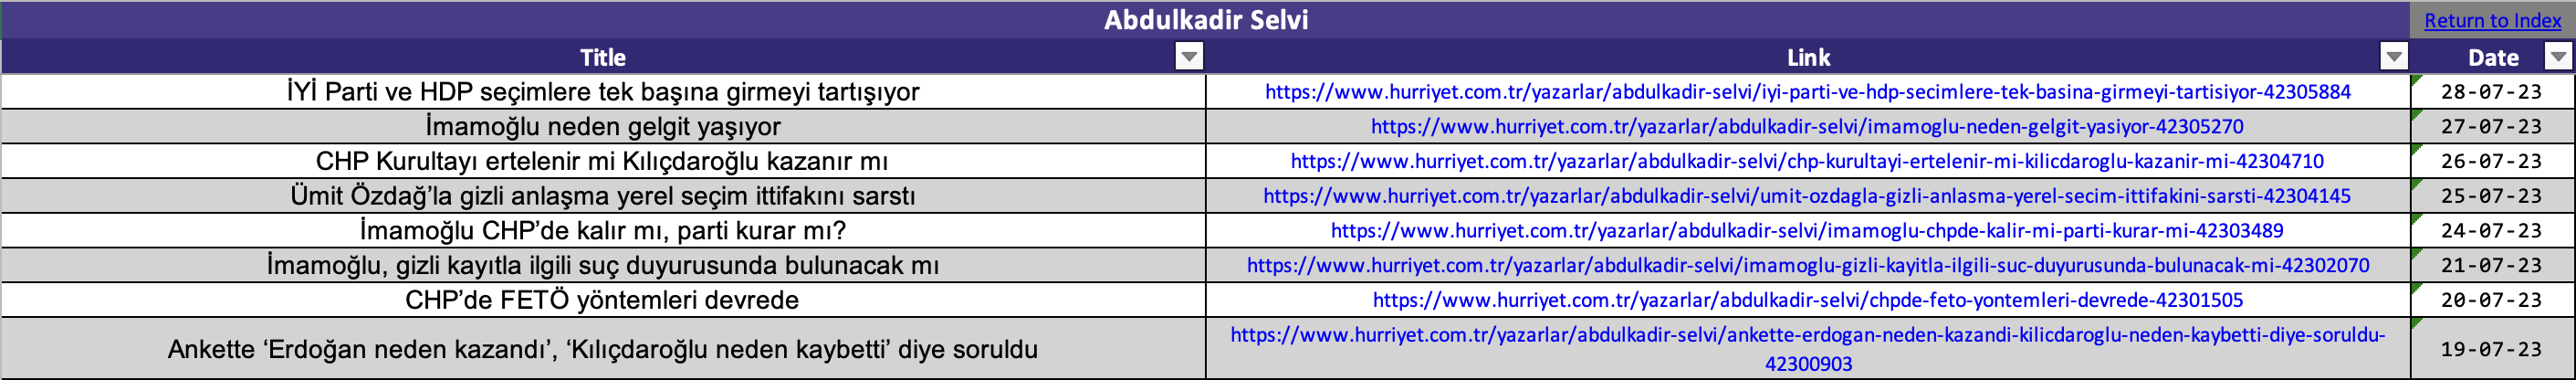 Abdulkadir Selvi Return to Index
Title Link Date
İYİ Parti ve HDP seçimlere tek başına girmeyi tartışıyor https://www.hurriyet.com.tr/yazarlar/abdulkadir-selvi/iyi-parti-ve-hdp-secimlere-tek-basina-girmeyi-tartisiyor-42305884 28-07-23
İmamoğlu neden gelgit yaşıyor https://www.hurriyet.com.tr/yazarlar/abdulkadir-selvi/imamoglu-neden-gelgit-yasiyor-42305270 27-07-23
CHP Kurultayı ertelenir mi Kılıçdaroğlu kazanır mı https://www.hurriyet.com.tr/yazarlar/abdulkadir-selvi/chp-kurultayi-ertelenir-mi-kilicdaroglu-kazanir-mi-42304710 26-07-23
Ümit Özdağ’la gizli anlaşma yerel seçim ittifakını sarstı https://www.hurriyet.com.tr/yazarlar/abdulkadir-selvi/umit-ozdagla-gizli-anlasma-yerel-secim-ittifakini-sarsti-42304145 25-07-23
İmamoğlu CHP’de kalır mı, parti kurar mı? https://www.hurriyet.com.tr/yazarlar/abdulkadir-selvi/imamoglu-chpde-kalir-mi-parti-kurar-mi-42303489 24-07-23
İmamoğlu, gizli kayıtla ilgili suç duyurusunda bulunacak mı https://www.hurriyet.com.tr/yazarlar/abdulkadir-selvi/imamoglu-gizli-kayitla-ilgili-suc-duyurusunda-bulunacak-mi-42302070 21-07-23
CHP’de FETÖ yöntemleri devrede https://www.hurriyet.com.tr/yazarlar/abdulkadir-selvi/chpde-feto-yontemleri-devrede-42301505 20-07-23
Ankette ‘Erdoğan neden kazandı’, ‘Kılıçdaroğlu neden kaybetti’ diye soruldu https://www.hurriyet.com.tr/yazarlar/abdulkadir-selvi/ankette-erdogan-neden-kazandi-kilicdaroglu-neden-kaybetti-diye-soruldu- 19-07-23
42300903